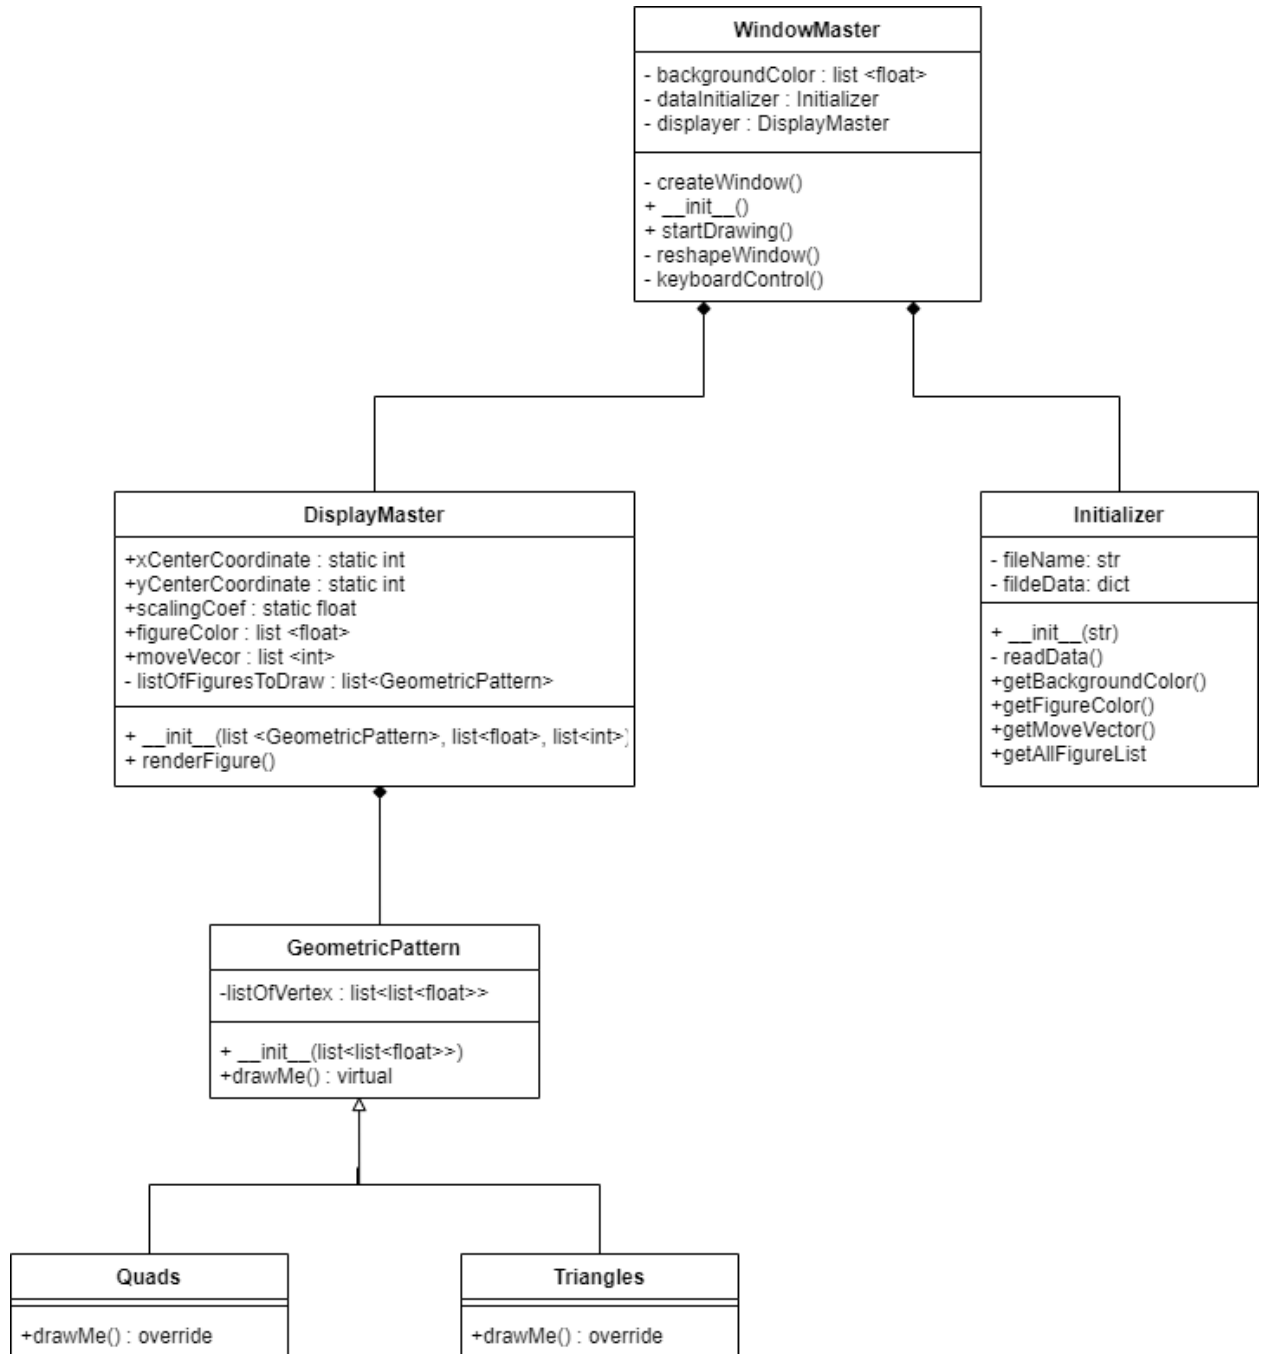 WindowMaster
- backgroundColor : list <float>
- dataInitializer : Initializer
- displayer : DisplayMaster
- createWindow()
+ __init__()
+ startDrawing()
- reshapeWindow()
- keyboardControl()
DisplayMaster
+xCenterCoordinate : static int
+yCenterCoordinate : static int
+scalingCoef : static float
+figureColor : list <float>
+moveVecor : list <int>
- listOfFiguresToDraw : list<GeometricPattern>
+ __init__(list <GeometricPattern>, list<float>, list<int>)
+ renderFigure()
Initializer
- fileName: str
- fildeData: dict
+ __init__(str)
- readData()
+getBackgroundColor()
+getFigureColor()
+getMoveVector()
+getAllFigureList
GeometricPattern
-listOfVertex : list<list<float>>
+ __init__(list<list<float>>)
+drawMe() : virtual
Quads
+drawMe() : override
Triangles
+drawMe() : override